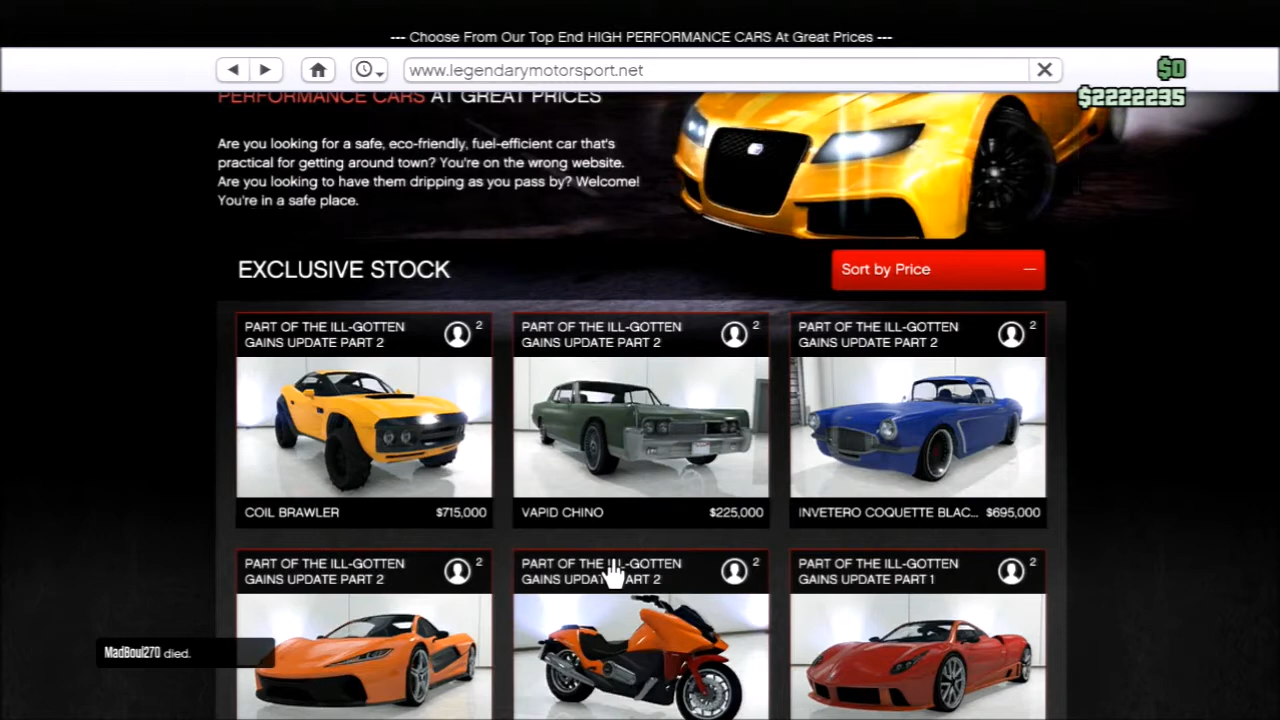 --- Choose From Our Top End HIGH PERFORMANCE CARS At Great Prices ---
www.legendarymotorsport.net
$0
$2222235
PERFORMANCE CARS AT GREAT PRICES
Are you looking for a safe, eco-friendly, fuel-efficient car that's
practical for getting around town? You're on the wrong website.
Are you looking to have them dripping as you pass by? Welcome!
You're in a safe place.
EXCLUSIVE STOCK
Sort by Price
PART OF THE ILL-GOTTEN
GAINS UPDATE PART 2
2
PART OF THE ILL-GOTTEN
GAINS UPDATE PART 2
2
PART OF THE ILL-GOTTEN
GAINS UPDATE PART 2
2
COIL BRAWLER $715,000
VAPID CHINO $225,000
INVETERO COQUETTE BLAC... $695,000
PART OF THE ILL-GOTTEN
GAINS UPDATE PART 2
2
PART OF THE ILL-GOTTEN
GAINS UPDATE PART 2
2
PART OF THE ILL-GOTTEN
GAINS UPDATE PART 1
2
MadBoul270 died.